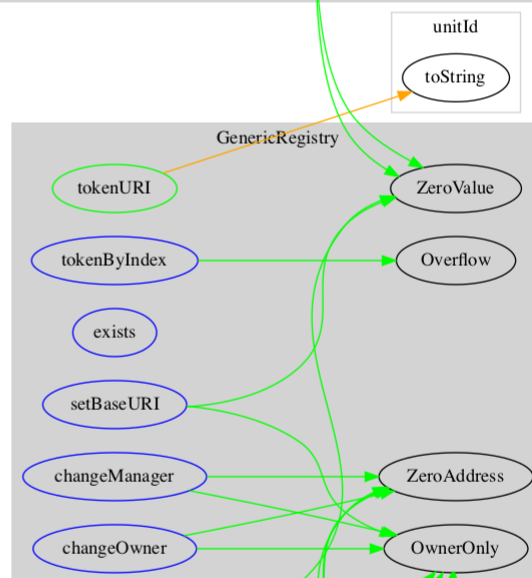 unitId
toString
GenericRegistry
tokenURI
ZeroValue
tokenByIndex
Overflow
exists
setBaseURI
changeManager
ZeroAddress
changeOwner
OwnerOnly